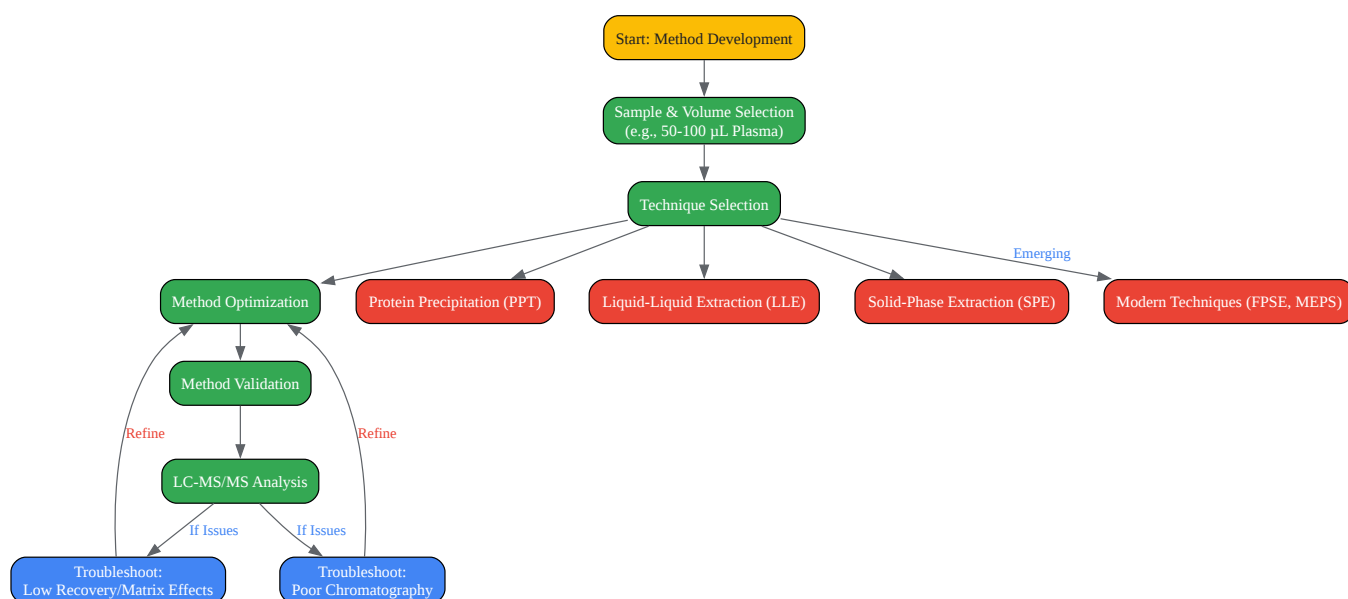 Start: Method Development
Sample & Volume Selection
(e.g., 50-100 µL Plasma)
Technique Selection
Emerging
Method Optimization
Protein Precipitation (PPT)
Liquid-Liquid Extraction (LLE)
Solid-Phase Extraction (SPE)
Modern Techniques (FPSE, MEPS)
Method Validation
Refine
Refine
LC-MS/MS Analysis
If Issues
If Issues
Troubleshoot:
Low Recovery/Matrix Effects
Troubleshoot:
Poor Chromatography